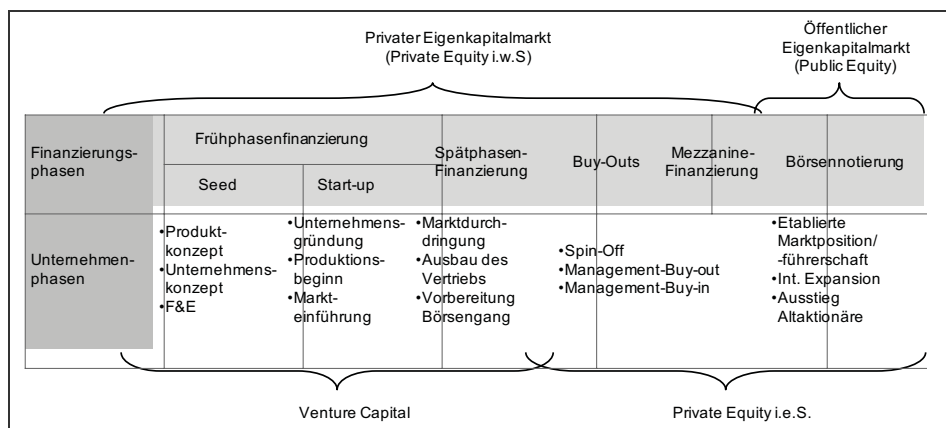 Privater Eigenkapitalmarkt
(Private Equity i.w.S)
Öffentlicher
Eigenkapitalmarkt
(Public Equity)
Finanzierungs-
phasen
Frühphasenfinanzierung
Seed
Start-up
Spätphasen-
Finanzierung
Buy-Outs
Mezzanine-
Finanzierung
Börsennotierung
Unternehmen-
phasen
•Produkt-
konzept
•Unternehmens-
konzept
•F&E
•Unternehmens-
gründung
•Produktions-
beginn
•Markt-
einführung
•Marktdurch-
dringung
•Ausbau des
Vertriebs
•Vorbereitung
Börsengang
•Spin-Off
•Management-Buy-out
•Management-Buy-in
•Etablierte
Marktposition/
-führerschaft
•Int. Expansion
•Ausstieg
Altaktionäre
Venture Capital
Private Equity i.e.S.